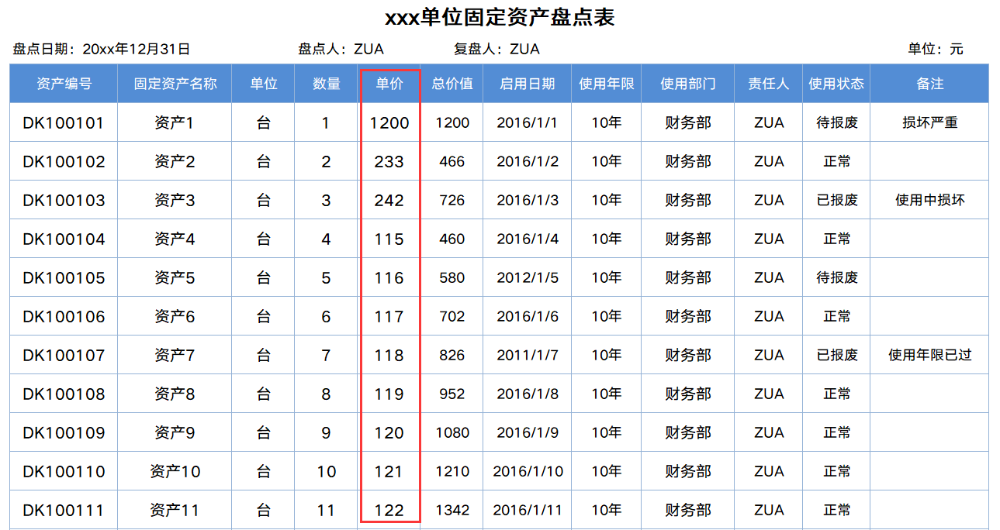 xxx单位固定资产盘点表
盘点日期：20xx年12月31日 盘点人：ZUA 复盘人：ZUA 单位：元
资产编号 固定资产名称 单位 数量 单价 总价值 启用日期 使用年限 使用部门 责任人 使用状态 备注
DK100101 资产1 台 1 1200 1200 2016/1/1 10年 财务部 ZUA 待报废 损坏严重
DK100102 资产2 台 2 233 466 2016/1/2 10年 财务部 ZUA 正常
DK100103 资产3 台 3 242 726 2016/1/3 10年 财务部 ZUA 已报废 使用中损坏
DK100104 资产4 台 4 115 460 2016/1/4 10年 财务部 ZUA 正常
DK100105 资产5 台 5 116 580 2012/1/5 10年 财务部 ZUA 待报废
DK100106 资产6 台 6 117 702 2016/1/6 10年 财务部 ZUA 正常
DK100107 资产7 台 7 118 826 2011/1/7 10年 财务部 ZUA 已报废 使用年限已过
DK100108 资产8 台 8 119 952 2016/1/8 10年 财务部 ZUA 正常
DK100109 资产9 台 9 120 1080 2016/1/9 10年 财务部 ZUA 正常
DK100110 资产10 台 10 121 1210 2016/1/10 10年 财务部 ZUA 正常
DK100111 资产11 台 11 122 1342 2016/1/11 10年 财务部 ZUA 正常